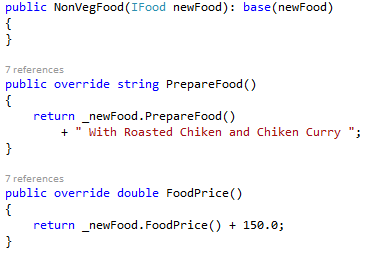 public NonVegFood(IFood newFood): base(newFood)
{
}
7 references
public override string PrepareFood()
{
return _newFood.PrepareFood()
+ " With Roasted Chiken and Chiken Curry ";
}
7 references
public override double FoodPrice()
{
return _newFood.FoodPrice() + 150.0;
}